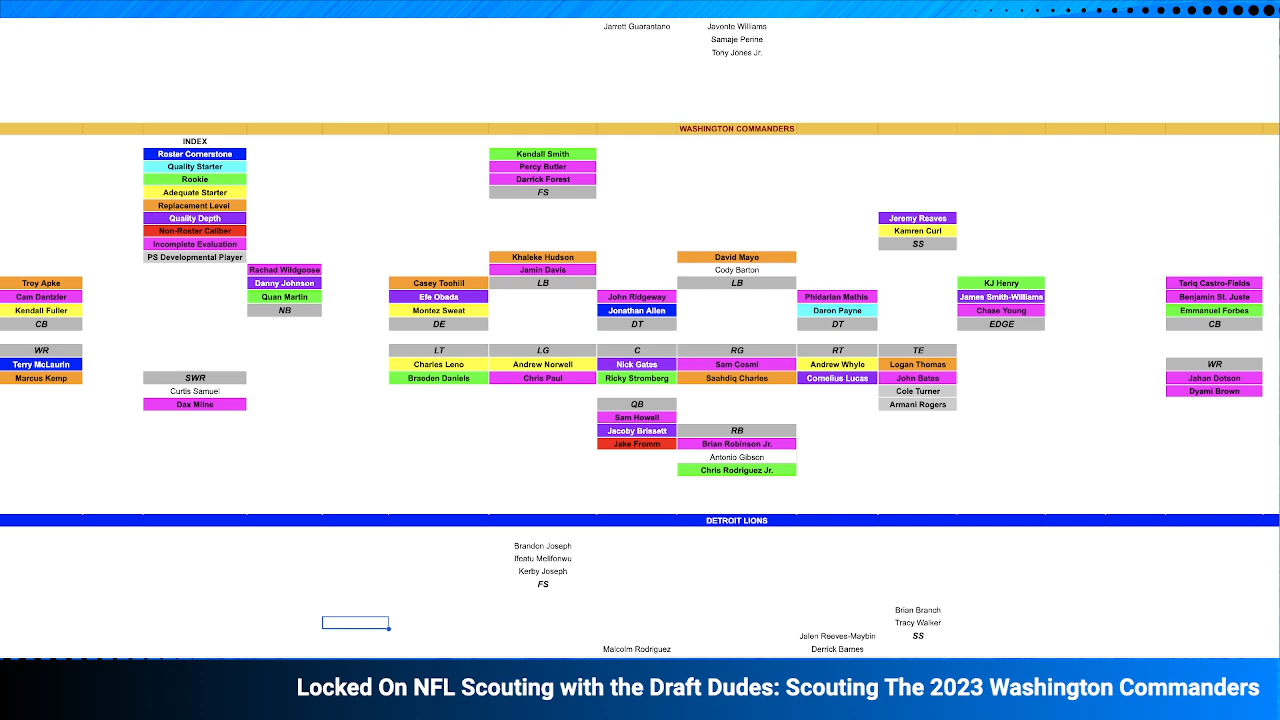 Jarrett Guarantano
Javonte Williams
Samaje Perine
Tony Jones Jr.
WASHINGTON COMMANDERS
INDEX
Roster Cornerstone
Quality Starter
Rookie
Adequate Starter
Replacement Level
Quality Depth
Non-Roster Caliber
Incomplete Evaluation
PS Developmental Player
Kendall Smith
Percy Butler
Darrick Forest
FS
Jeremy Reaves
Kamren Curl
SS
Troy Apke
Cam Dantzler
Kendall Fuller
CB
Rachad Wildgoose
Danny Johnson
Quan Martin
NB
Casey Toohill
Efe Obada
Montez Sweat
DE
Khaleke Hudson
Jamin Davis
LB
John Ridgeway
Jonathan Allen
DT
David Mayo
Cody Barton
LB
Phidarian Mathis
Daron Payne
DT
KJ Henry
James Smith-Williams
Chase Young
EDGE
Tariq Castro-Fields
Benjamin St. Juste
Emmanuel Forbes
CB
WR
Terry McLaurin
Marcus Kemp
SWR
Curtis Samuel
Dax Milne
LT
Charles Leno
Braeden Daniels
LG
Andrew Norwell
Chris Paul
C
Nick Gates
Ricky Stromberg
RG
Sam Cosmi
Saahdiq Charles
RT
Andrew Whyle
Cornelius Lucas
TE
Logan Thomas
John Bates
Cole Turner
Armani Rogers
WR
Jahan Dotson
Dyami Brown
QB
Sam Howell
Jacoby Brissett
Jake Fromm
RB
Brian Robinson Jr.
Antonio Gibson
Chris Rodriguez Jr.
DETROIT LIONS
Brandon Joseph
Ifeatu Melifonwu
Kerby Joseph
FS
Brian Branch
Tracy Walker
SS
Jalen Reeves-Maybin
Derrick Barnes
Malcolm Rodriguez
Locked On NFL Scouting with the Draft Dudes: Scouting The 2023 Washington Commanders